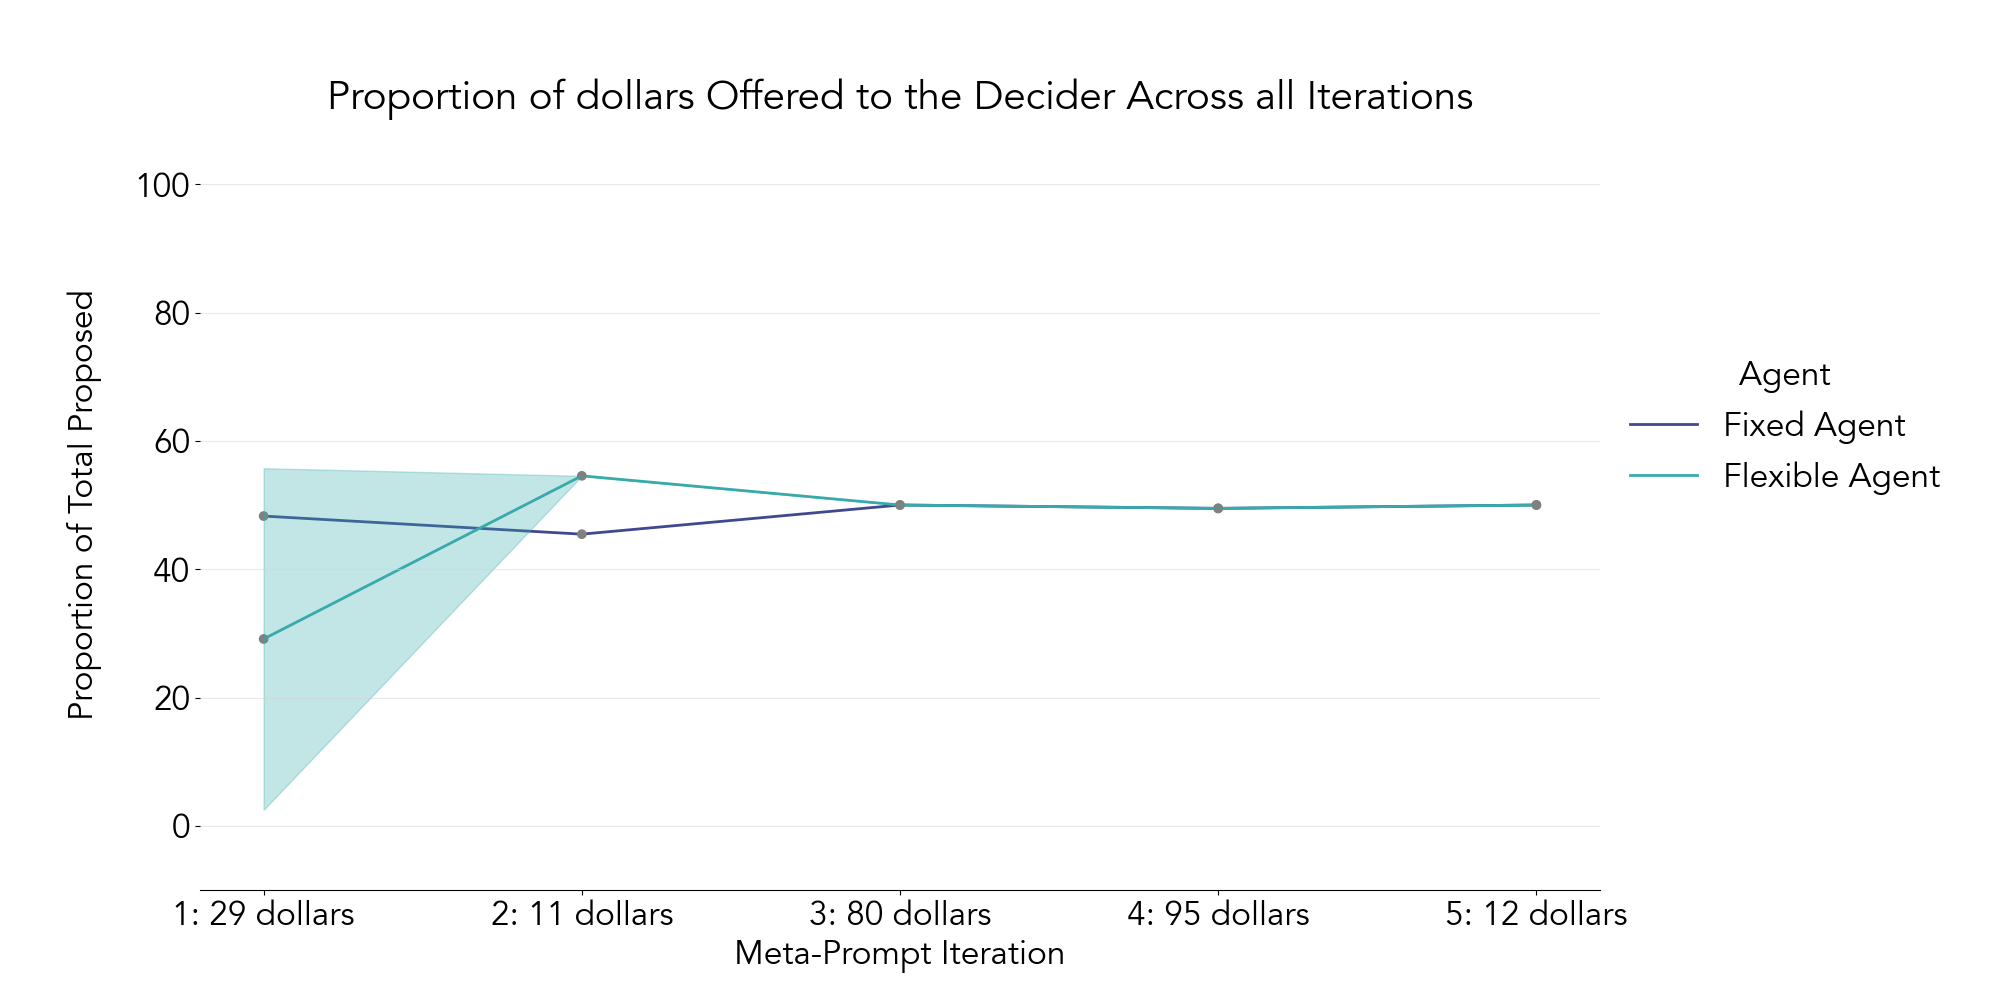 Proportion of dollars Offered to the Decider Across all Iterations
Proportion of Total Proposed
100
80
60
40
20
0
1: 29 dollars
2: 11 dollars
3: 80 dollars
4: 95 dollars
5: 12 dollars
Meta-Prompt Iteration
Agent
Fixed Agent
Flexible Agent